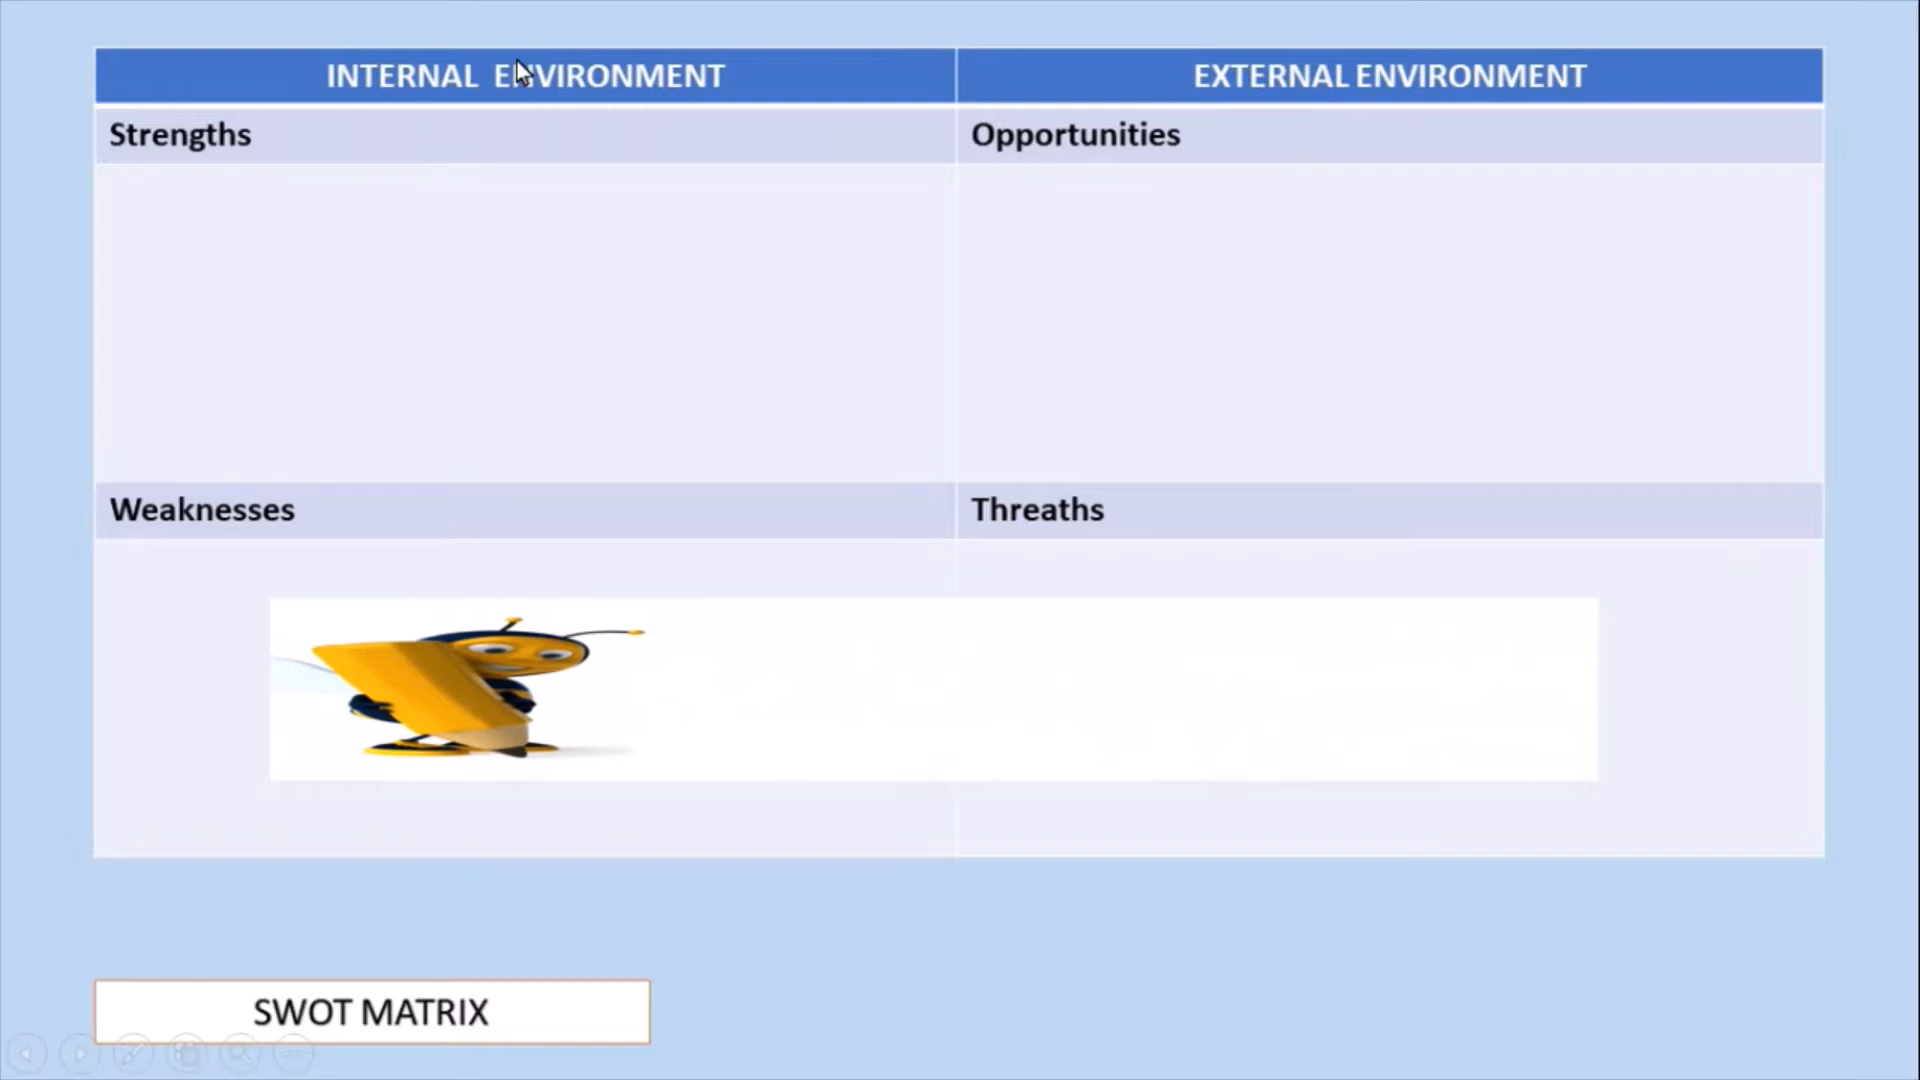 INTERNAL ENVIRONMENT
EXTERNAL ENVIRONMENT
Strengths
Opportunities
Weaknesses
Threaths
SWOT MATRIX